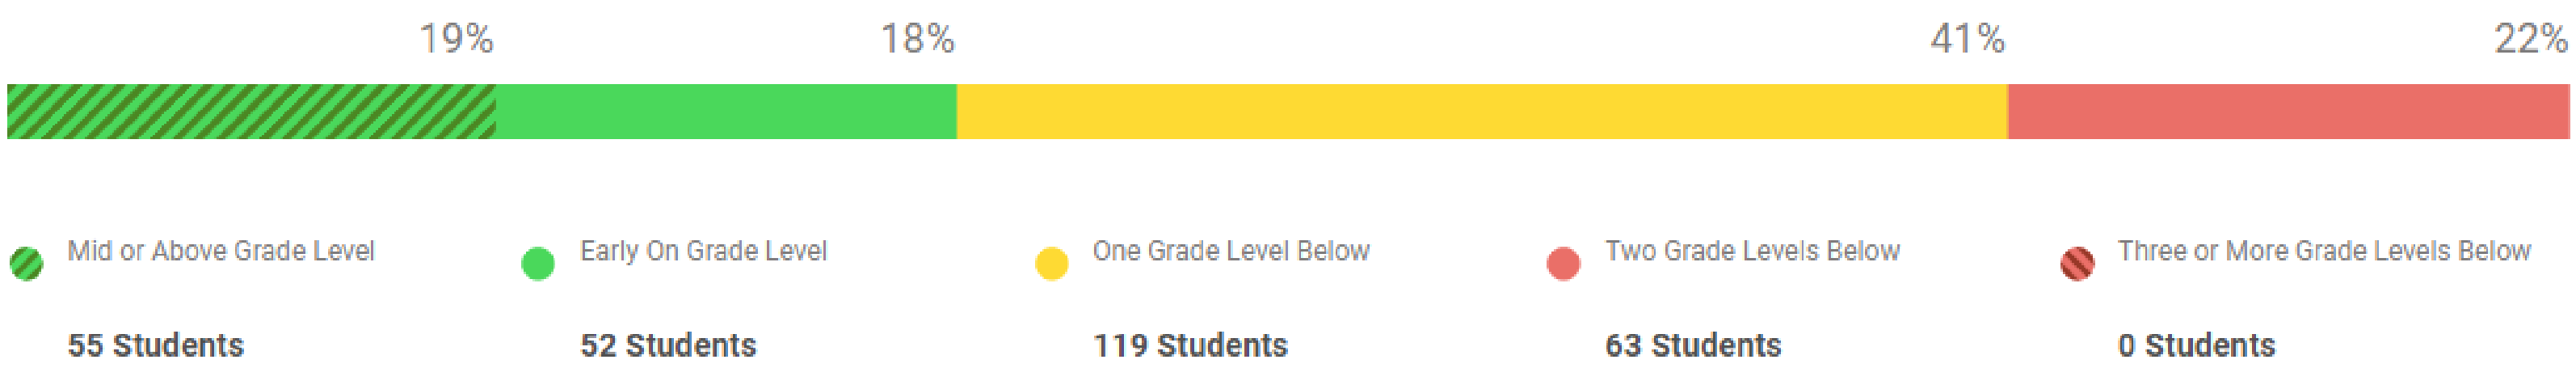 19% 18% 41% 22%
Mid or Above Grade Level Early On Grade Level One Grade Level Below Two Grade Levels Below Three or More Grade Levels Below
55 Students 52 Students 119 Students 63 Students 0 Students